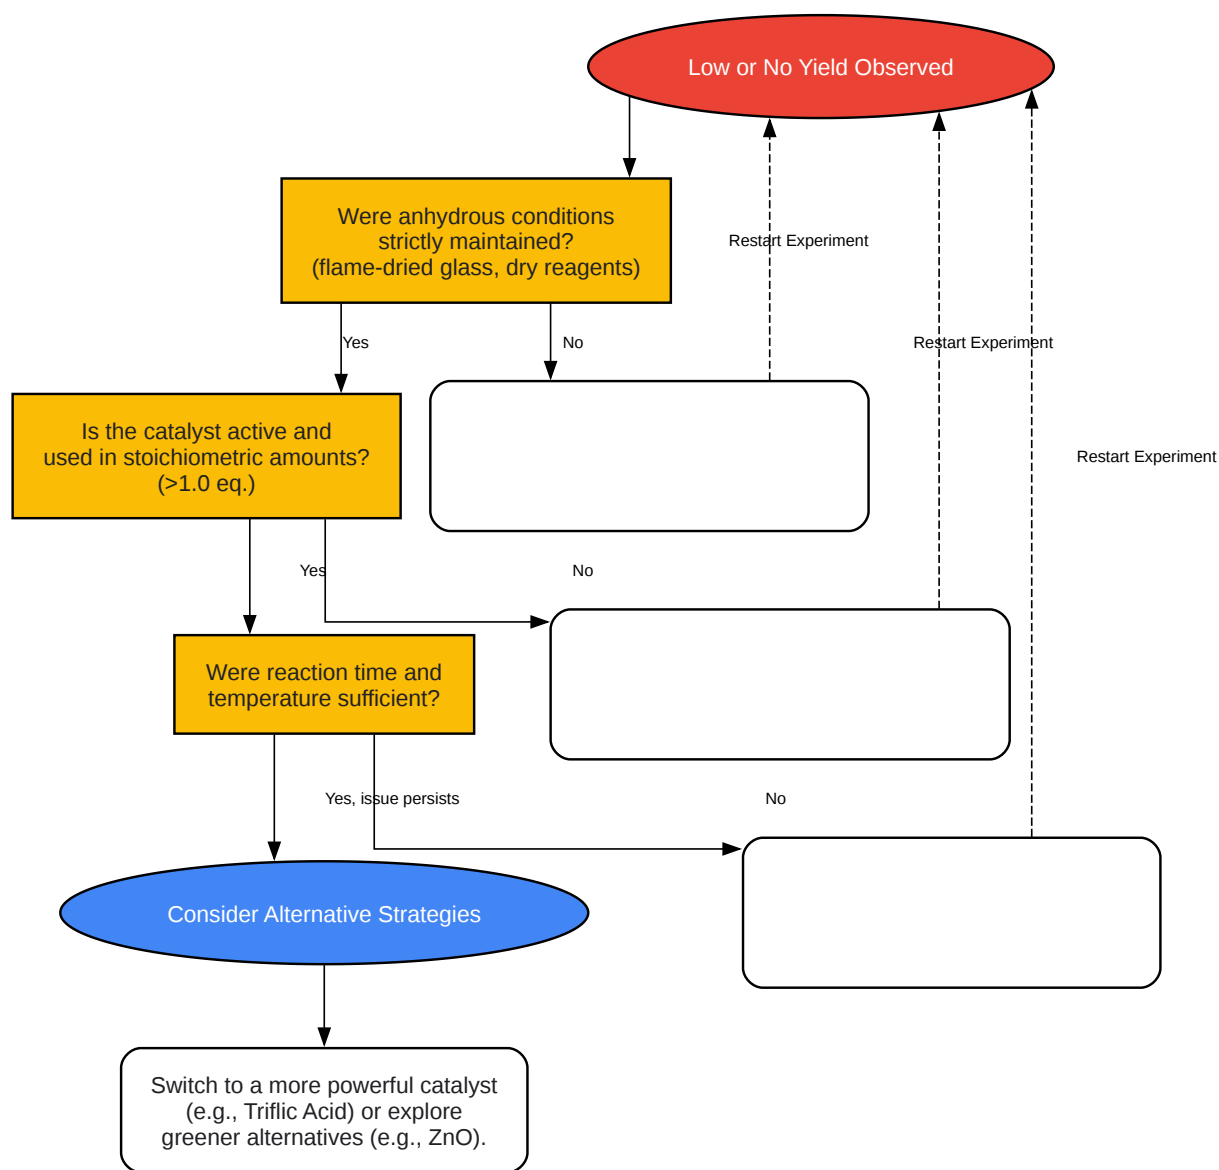 Low or No Yield Observed
Were anhydrous conditions
strictly maintained?
(flame-dried glass, dry reagents)
Restart Experiment
Yes
No
Restart Experiment
Is the catalyst active and
used in stoichiometric amounts?
(>1.0 eq.)
Restart Experiment
Yes
No
Were reaction time and
temperature sufficient?
Yes, issue persists
No
Consider Alternative Strategies
Switch to a more powerful catalyst
(e.g., Triflic Acid) or explore
greener alternatives (e.g., ZnO).